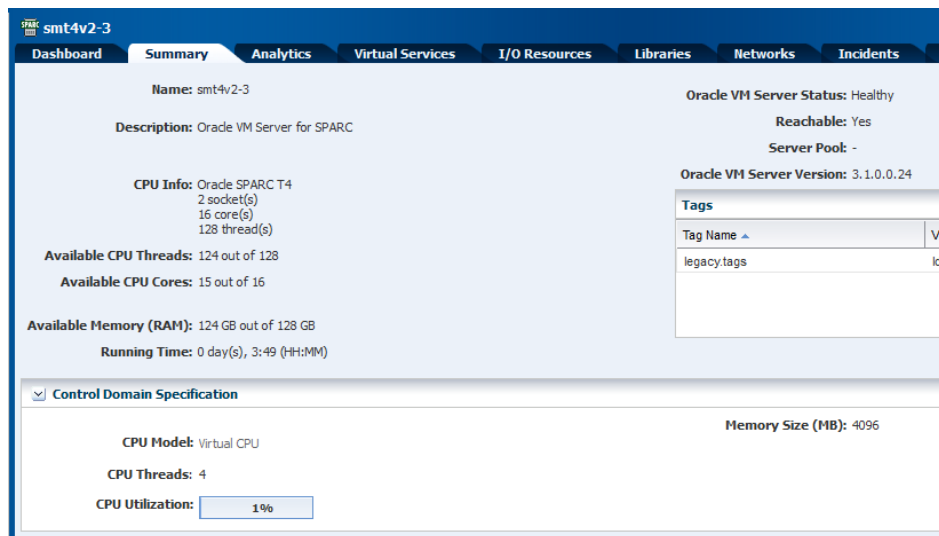 SPARC smt4v2-3
Dashboard Summary Analytics Virtual Services I/O Resources Libraries Networks Incidents
Name: smt4v2-3
Description: Oracle VM Server for SPARC
CPU Info: Oracle SPARC T4
2 socket(s)
16 core(s)
128 thread(s)
Available CPU Threads: 124 out of 128
Available CPU Cores: 15 out of 16
Available Memory (RAM): 124 GB out of 128 GB
Running Time: 0 day(s), 3:49 (HH:MM)
Oracle VM Server Status: Healthy
Reachable: Yes
Server Pool: -
Oracle VM Server Version: 3.1.0.0.24
Tags
Tag Name
legacy.tags
Control Domain Specification
CPU Model: Virtual CPU
CPU Threads: 4
CPU Utilization: 1%
Memory Size (MB): 4096